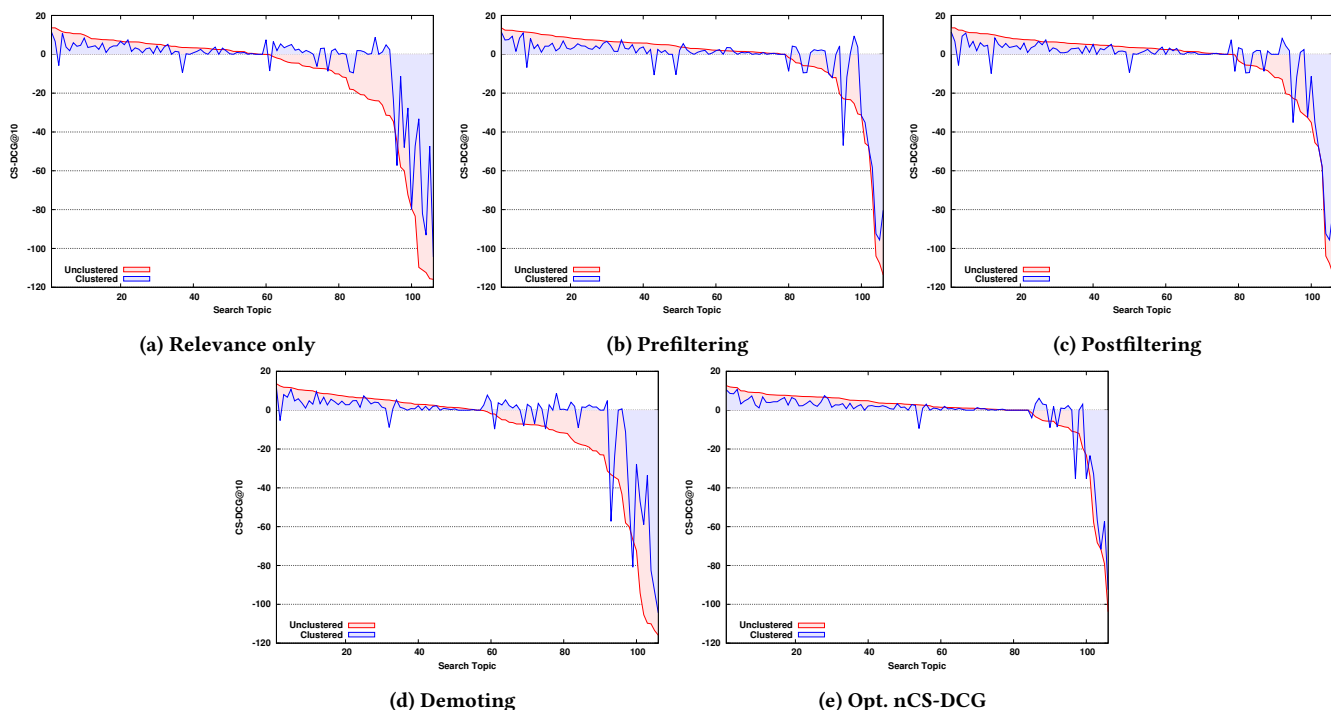 20
0
-20
-40
-60
-80
-100
-120
CS-DCG@10
Unclustered
Clustered
20 40 60 80 100
Search Topic
(a) Relevance only
20
0
-20
-40
-60
-80
-100
-120
CS-DCG@10
Unclustered
Clustered
20 40 60 80 100
Search Topic
(b) Prefiltering
20
0
-20
-40
-60
-80
-100
-120
CS-DCG@10
Unclustered
Clustered
20 40 60 80 100
Search Topic
(c) Postfiltering
20
0
-20
-40
-60
-80
-100
-120
CS-DCG@10
Unclustered
Clustered
20 40 60 80 100
Search Topic
(d) Demoting
20
0
-20
-40
-60
-80
-100
-120
CS-DCG@10
Unclustered
Clustered
20 40 60 80 100
Search Topic
(e) Opt. nCS-DCG